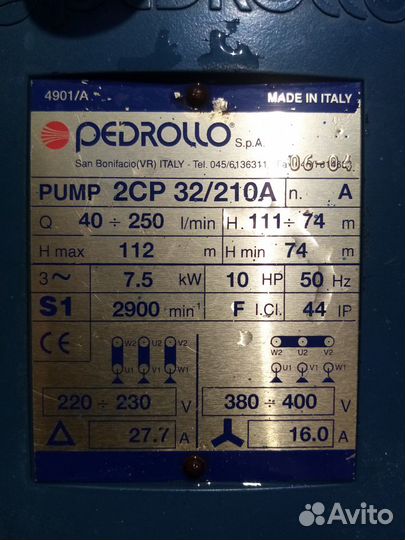 PEDROLLO
4901/A
MADE IN ITALY
PEDROLLO S.p.A.
San Bonifacio(VR) ITALY - Tel. 045/6136311
PUMP 2CP 32/210A n. A
Q 40 ÷ 250 l/min H. 111÷ 74 m
H max 112 m H min 74 m
3~ 7.5 kW 10 HP 50 Hz
S1 2900 min⁻¹ F I.Cl. 44 IP
CE
W2 U2 V2
U1 V1 W1
W2 U2 V2
U1 V1 W1
220 ÷ 230 V 380 ÷ 400 V
Δ 27.7 A 16.0 A
Avito